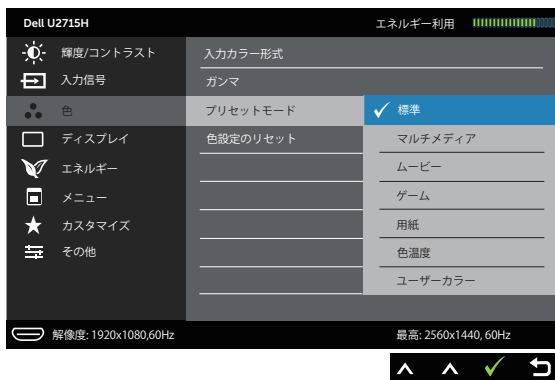 Dell U2715H
エネルギー利用
輝度/コントラスト
入力カラー形式
入力信号
ガンマ
色
プリセットモード
標準
ディスプレイ
色設定のリセット
マルチメディア
エネルギー
ムービー
メニュー
ゲーム
カスタマイズ
用紙
その他
色温度
ユーザーカラー
解像度: 1920x1080,60Hz
最高: 2560x1440, 60Hz